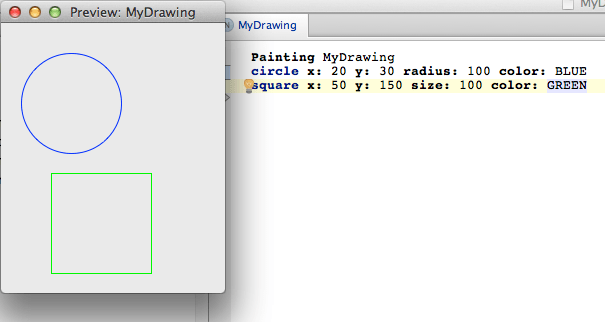 Preview: MyDrawing
MyDrawing
Painting MyDrawing
circle x: 20 y: 30 radius: 100 color: BLUE
square x: 50 y: 150 size: 100 color: GREEN